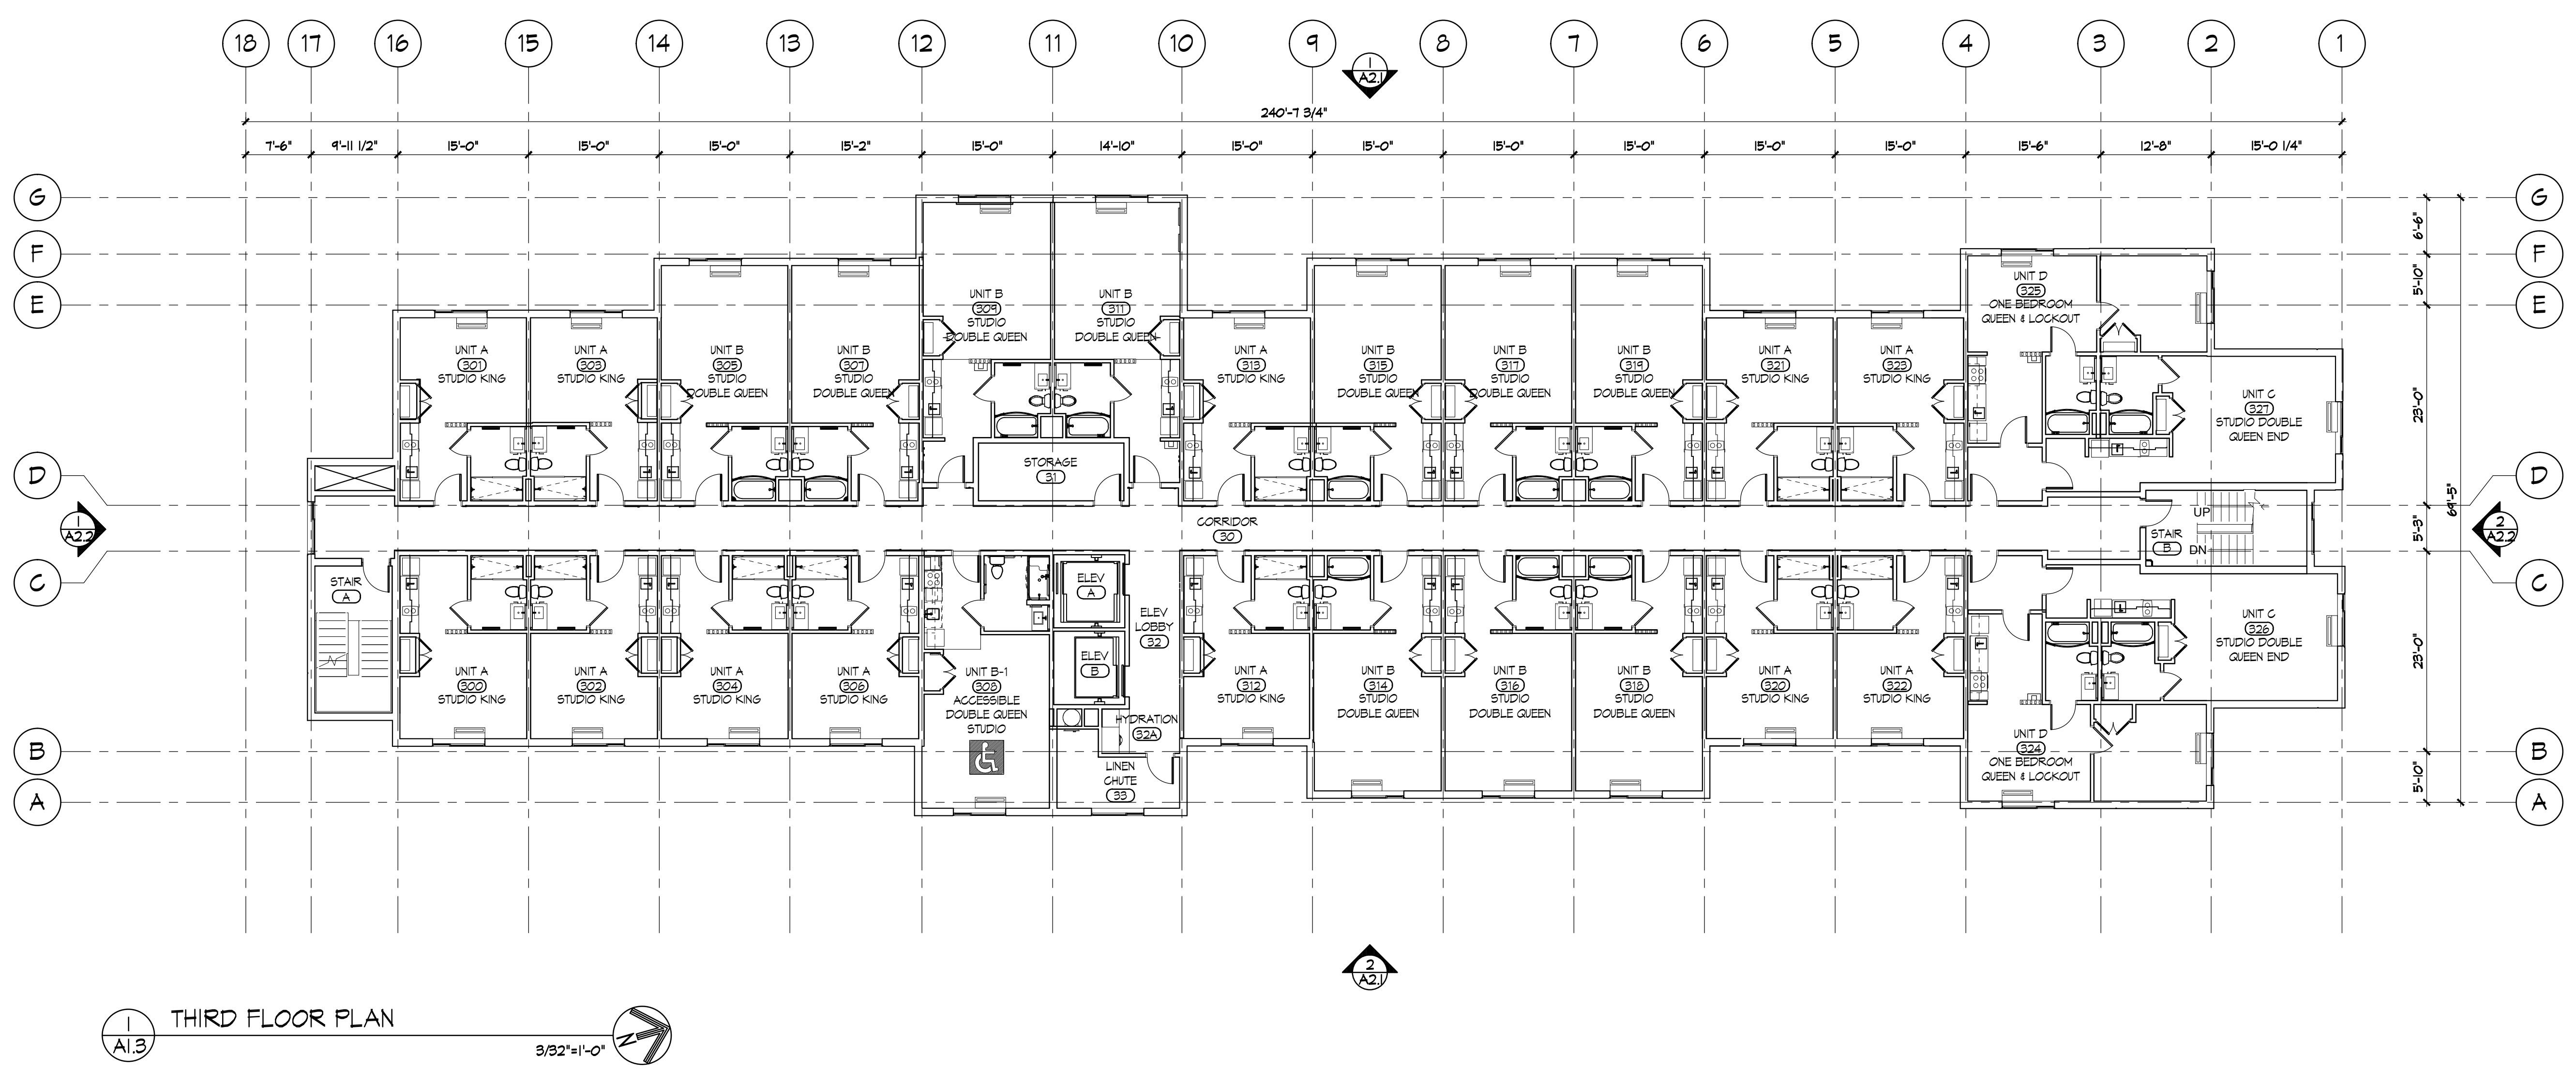 18 17 16 15 14 13 12 11 10 9 8 7 6 5 4 3 2 1
1
A2.1
240'-7 3/4"
7'-6" 9'-11 1/2" 15'-0" 15'-0" 15'-0" 15'-2" 15'-0" 14'-10" 15'-0" 15'-0" 15'-0" 15'-0" 15'-0" 15'-0" 15'-6" 12'-8" 15'-0 1/4"
G G
F F
E E
D D
C C
B B
A A
6'-6"
5'-10"
23'-0"
5'-3"
23'-0"
5'-10"
69'-5"
1
A2.2
2
A2.2
UNIT A
301
STUDIO KING
UNIT A
303
STUDIO KING
UNIT B
305
STUDIO
DOUBLE QUEEN
UNIT B
307
STUDIO
DOUBLE QUEEN
UNIT B
309
STUDIO
DOUBLE QUEEN
UNIT B
311
STUDIO
DOUBLE QUEEN
UNIT A
313
STUDIO KING
UNIT B
315
STUDIO
DOUBLE QUEEN
UNIT B
317
STUDIO
DOUBLE QUEEN
UNIT B
319
STUDIO
DOUBLE QUEEN
UNIT A
321
STUDIO KING
UNIT A
323
STUDIO KING
UNIT D
325
ONE BEDROOM
QUEEN & LOCKOUT
UNIT C
327
STUDIO DOUBLE
QUEEN END
STORAGE
31
CORRIDOR
30
UP
STAIR
B
DN
STAIR
A
UNIT A
300
STUDIO KING
UNIT A
302
STUDIO KING
UNIT A
304
STUDIO KING
UNIT A
306
STUDIO KING
UNIT B-1
308
ACCESSIBLE
DOUBLE QUEEN
STUDIO
ELEV
A
ELEV
B
ELEV
LOBBY
32
HYDRATION
32A
LINEN
CHUTE
33
UNIT A
312
STUDIO KING
UNIT B
314
STUDIO
DOUBLE QUEEN
UNIT B
316
STUDIO
DOUBLE QUEEN
UNIT B
318
STUDIO
DOUBLE QUEEN
UNIT A
320
STUDIO KING
UNIT A
322
STUDIO KING
UNIT D
324
ONE BEDROOM
QUEEN & LOCKOUT
UNIT C
326
STUDIO DOUBLE
QUEEN END
2
A2.1
1
A1.3
THIRD FLOOR PLAN
3/32"=1'-0"
N